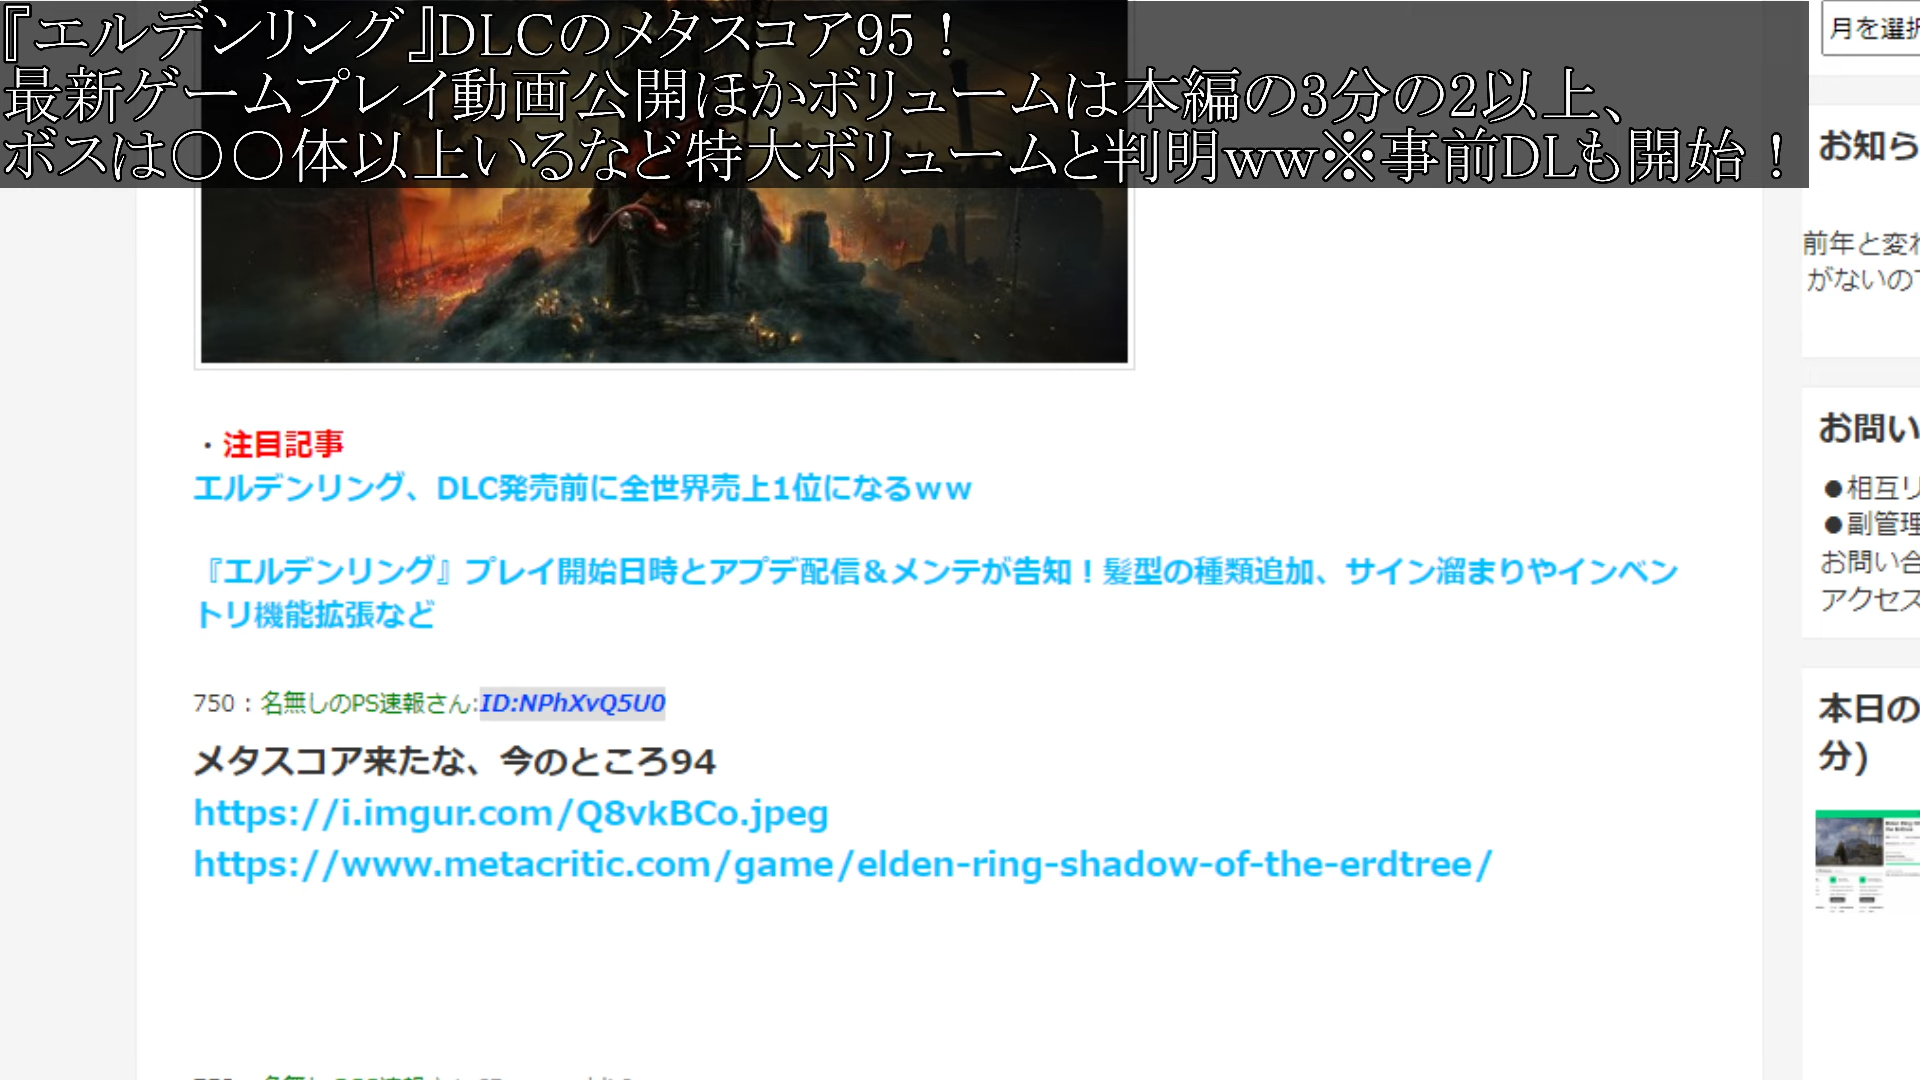 『エルデンリング』DLCのメタスコア95！
最新ゲームプレイ動画公開ほかボリュームは本編の3分の2以上、
ボスは〇〇体以上いるなど特大ボリュームと判明ww※事前DLも開始！
月を選択
お知ら
前年と変わ
がないので
・注目記事
エルデンリング、DLC発売前に全世界売上1位になるｗｗ
『エルデンリング』プレイ開始日時とアプデ配信＆メンテが告知！髪型の種類追加、サイン溜まりやインベン
トリ機能拡張など
お問い
●相互リ
●副管理
お問い合
アクセス
750：名無しのPS速報さん:ID:NPhXvQ5U0
メタスコア来たな、今のところ94
https://i.imgur.com/Q8vkBCo.jpeg
https://www.metacritic.com/game/elden-ring-shadow-of-the-erdtree/
本日の
分)